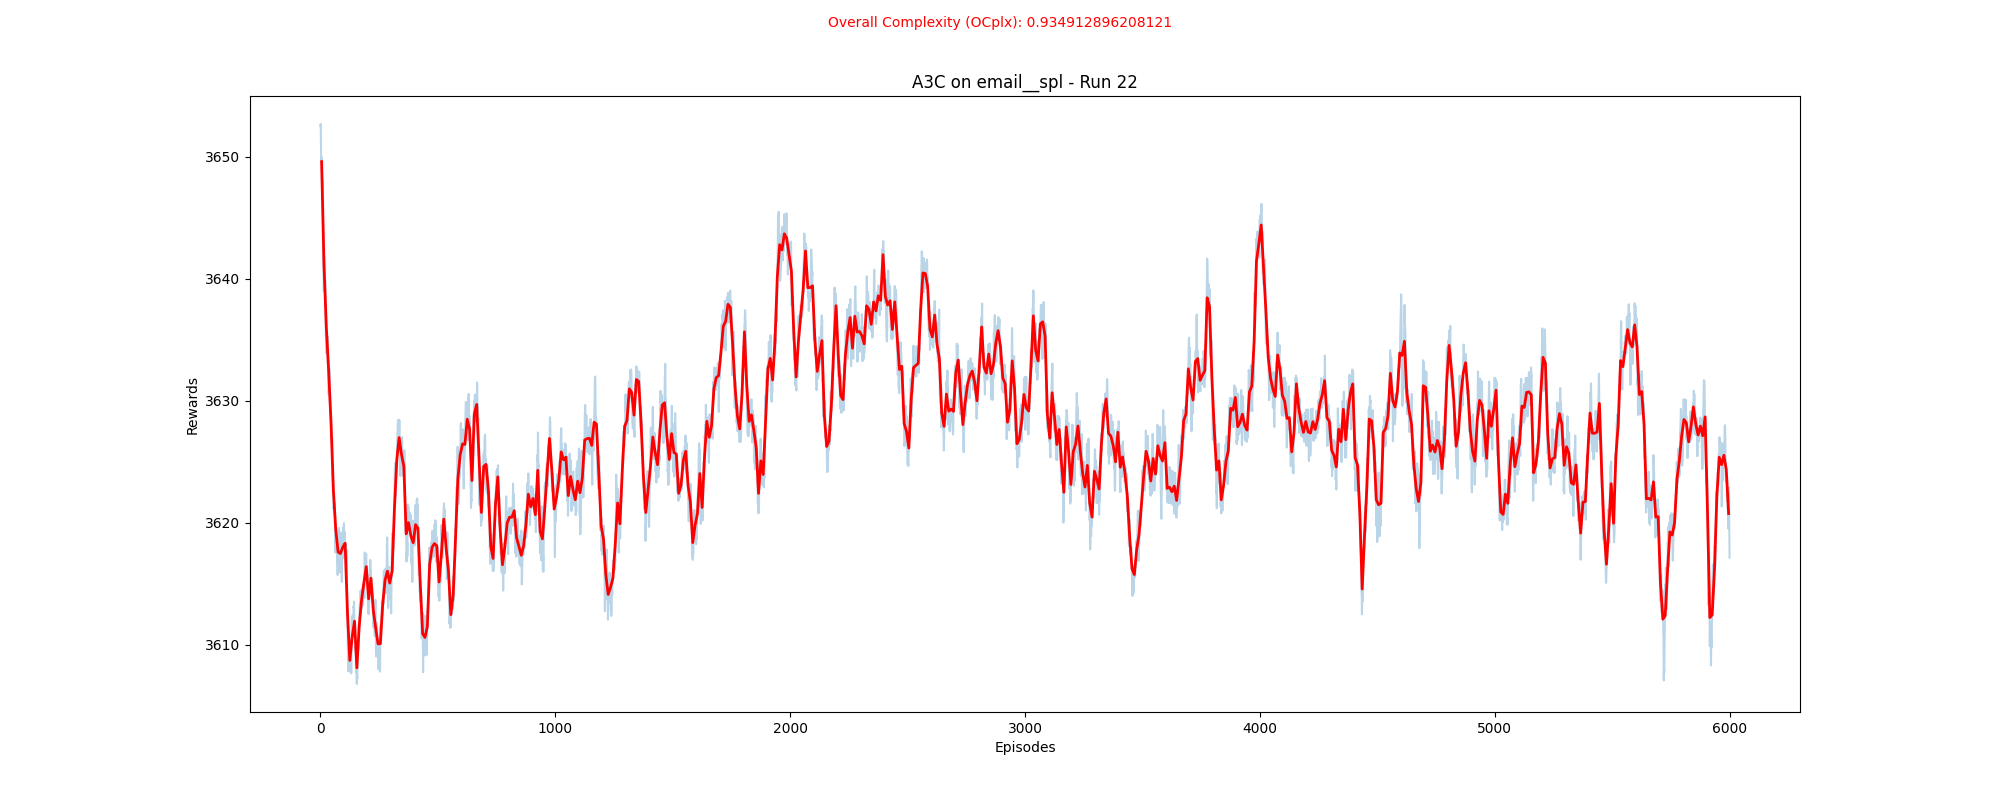 Overall Complexity (OCplx): 0.934912896208121
A3C on email__spl - Run 22
Rewards
3650
3640
3630
3620
3610
0 1000 2000 3000 4000 5000 6000
Episodes